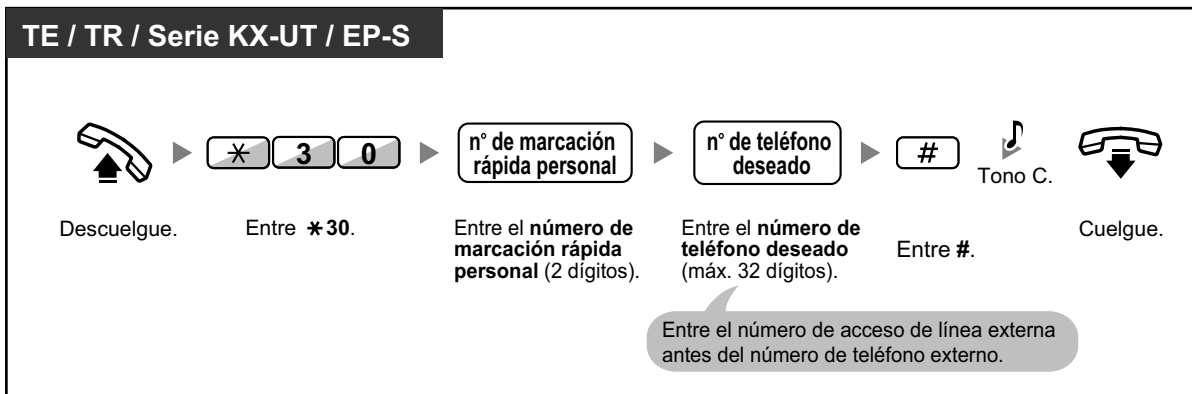 TE / TR / Serie KX-UT / EP-S
* 3 0
n° de marcación
rápida personal
n° de teléfono
deseado
#
Tono C.
Descuelgue.
Entre *30.
Entre el número de
marcación rápida
personal (2 dígitos).
Entre el número de
teléfono deseado
(máx. 32 dígitos).
Entre #.
Cuelgue.
Entre el número de acceso de línea externa
antes del número de teléfono externo.